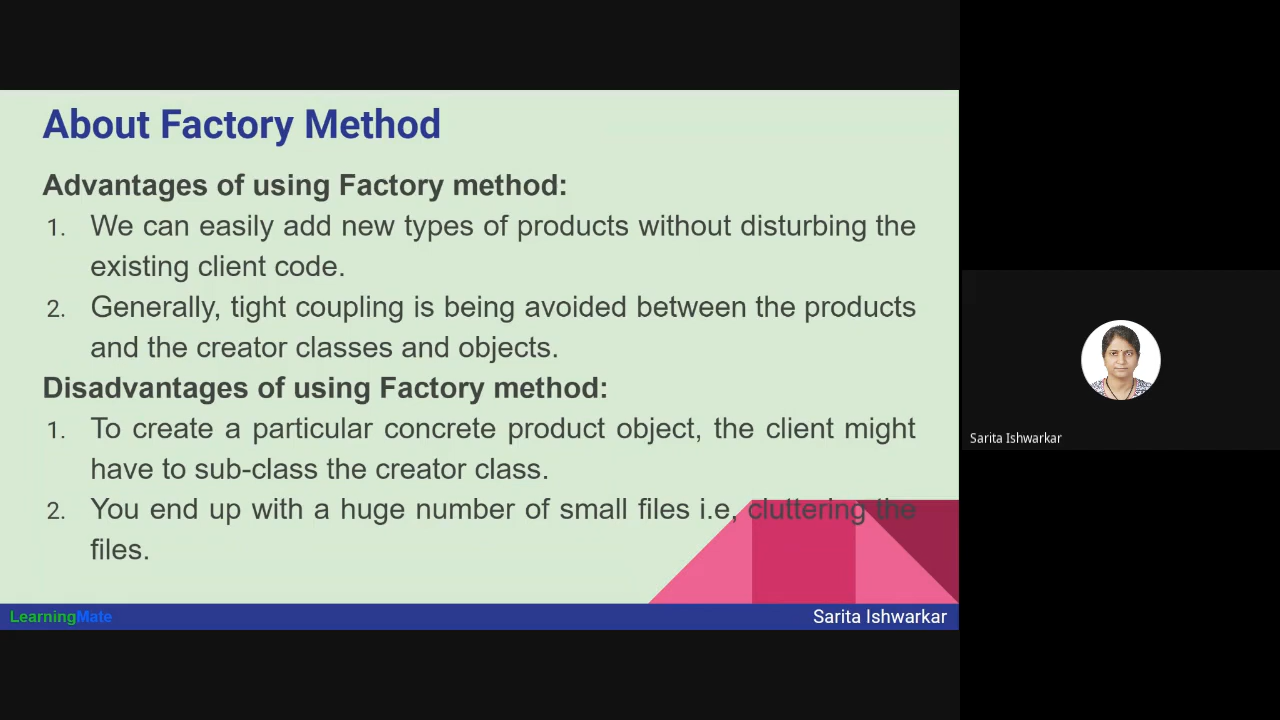 About Factory Method
Advantages of using Factory method:
1. We can easily add new types of products without disturbing the
existing client code.
2. Generally, tight coupling is being avoided between the products
and the creator classes and objects.
Disadvantages of using Factory method:
1. To create a particular concrete product object, the client might
have to sub-class the creator class.
2. You end up with a huge number of small files i.e, cluttering the
files.
LearningMate
Sarita Ishwarkar
Sarita Ishwarkar